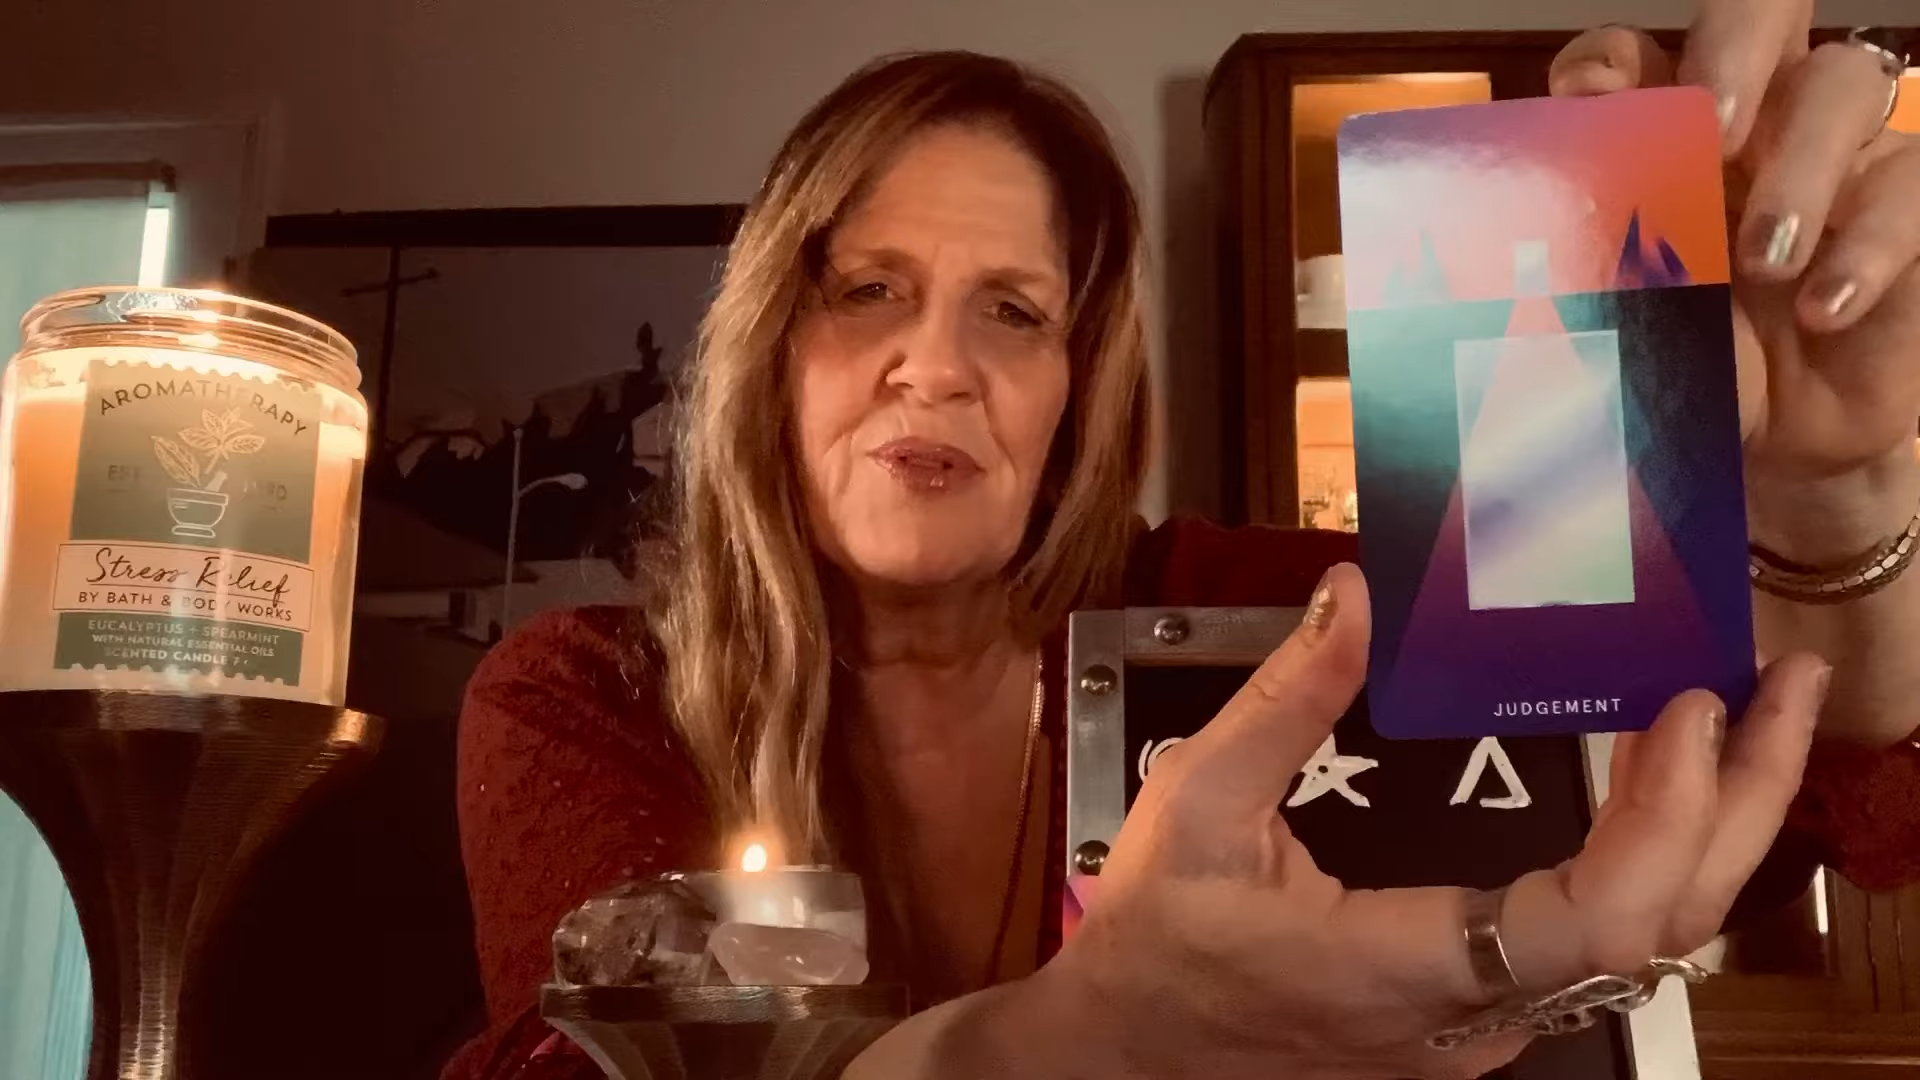 AROMATHERAPY
Stress Relief
BY BATH & BODY WORKS
EUCALYPTUS + SPEARMINT
WITH NATURAL ESSENTIAL OILS
SCENTED CANDLE
JUDGEMENT